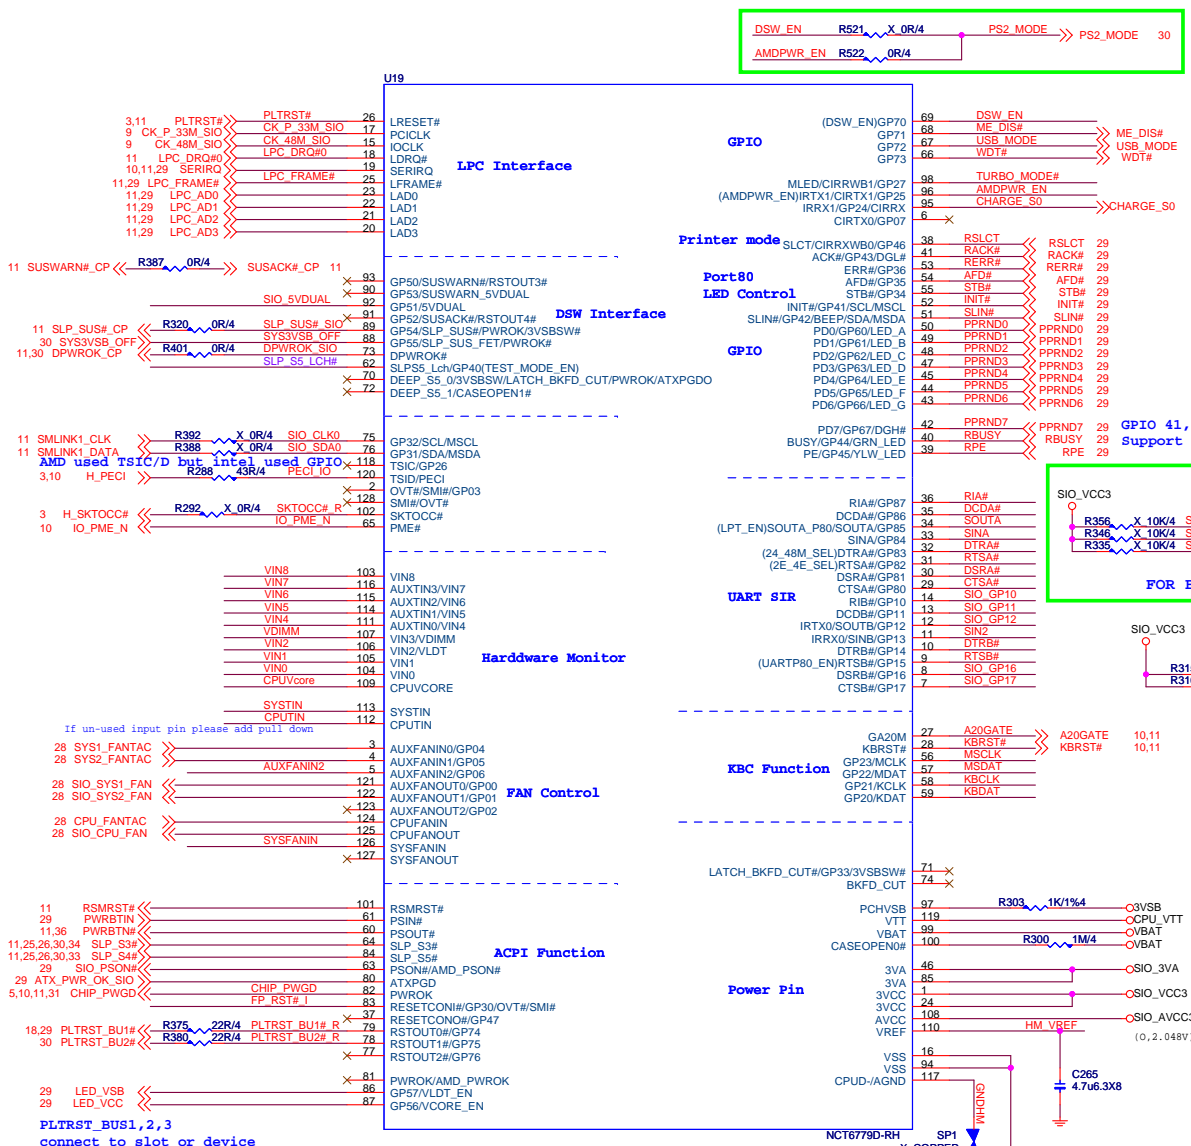 DSW_EN R521 X_0R/4 PS2_MODE PS2_MODE 30
AMDPWR_EN R522 0R/4
U19
3,11 PLTRST# PLTRST# 26 LRESET#
9 CK_P_33M_SIO CK_P_33M_SIO 17 PCICLK
9 CK_48M_SIO CK_48M_SIO 15 IOCLK
11 LPC_DRQ#0 LPC_DRQ#0 18 LDRQ#
10,11,29 SERIRQ 19 SERIRQ
11,29 LPC_FRAME# LPC_FRAME# 25 LFRAME#
11,29 LPC_AD0 23 LAD0
11,29 LPC_AD1 22 LAD1
11,29 LPC_AD2 21 LAD2
11,29 LPC_AD3 20 LAD3
LPC Interface
11 SUSWARN#_CP R387 0R/4 SUSACK#_CP 11
93 GP50/SUSWARN#/RSTOUT3#
90 GP53/SUSWARN_5VDUAL
SIO_5VDUAL 92 GP51/5VDUAL
91 GP52/SUSACK#/RSTOUT4#
11 SLP_SUS#_CP R320 0R/4 SLP_SUS#_SIO 89 GP54/SLP_SUS#/PWROK/3VSBSW#
30 SYS3VSB_OFF SYS3VSB_OFF 88 GP55/SLP_SUS_FET/PWROK#
11,30 DPWROK_CP R401 0R/4 DPWROK_SIO 73 DPWROK#
SLP_S5_LCH# 62 SLPS5_Lch/GP40(TEST_MODE_EN)
70 DEEP_S5_0/3VSBSW/LATCH_BKFD_CUT/PWROK/ATXPGDO
72 DEEP_S5_1/CASEOPEN1#
DSW Interface
11 SMLINK1_CLK R392 X_0R/4 SIO_CLK0 75 GP32/SCL/MSCL
11 SMLINK1_DATA R388 X_0R/4 SIO_SDA0 76 GP31/SDA/MSDA
AMD used TSIC/D but intel used GPIO
118 TSIC/GP26
3,10 H_PECI R288 43R/4 PECI_IO 120 TSID/PECI
2 OVT#/SMI#/GP03
128 SMI#/OVT#
3 H_SKTOCC# R292 X_0R/4 SKTOCC#_R 102 SKTOCC#
10 IO_PME_N IO_PME_N 65 PME#
VIN8 103 VIN8
VIN7 116 AUXTIN3/VIN7
VIN6 115 AUXTIN2/VIN6
VIN5 114 AUXTIN1/VIN5
VIN4 111 AUXTIN0/VIN4
VDIMM 107 VIN3/VDIMM
VIN2 106 VIN2/VLDT
VIN1 105 VIN1
VIN0 104 VIN0
CPUVcore 109 CPUVCORE
Harddware Monitor
SYSTIN 113 SYSTIN
CPUTIN 112 CPUTIN
If un-used input pin please add pull down
28 SYS1_FANTAC 3 AUXFANIN0/GP04
28 SYS2_FANTAC 4 AUXFANIN1/GP05
AUXFANIN2 5 AUXFANIN2/GP06
28 SIO_SYS1_FAN 121 AUXFANOUT0/GP00
28 SIO_SYS2_FAN 122 AUXFANOUT1/GP01
123 AUXFANOUT2/GP02
28 CPU_FANTAC 124 CPUFANIN
28 SIO_CPU_FAN 125 CPUFANOUT
SYSFANIN 126 SYSFANIN
127 SYSFANOUT
FAN Control
11 RSMRST# 101 RSMRST#
29 PWRBTIN 61 PSIN#
11,36 PWRBTN# 60 PSOUT#
11,25,26,30,34 SLP_S3# 64 SLP_S3#
11,25,26,30,33 SLP_S4# 84 SLP_S5#
29 SIO_PSON# 63 PSON#/AMD_PSON#
29 ATX_PWR_OK_SIO 80 ATXPGD
5,10,11,31 CHIP_PWGD CHIP_PWGD 82 PWROK
FP_RST#_I 83 RESETCONI#/GP30/OVT#/SMI#
37 RESETCONO#/GP47
18,29 PLTRST_BU1# R375 22R/4 PLTRST_BU1#_R 79 RSTOUT0#/GP74
30 PLTRST_BU2# R380 22R/4 PLTRST_BU2#_R 78 RSTOUT1#/GP75
77 RSTOUT2#/GP76
81 PWROK/AMD_PWROK
29 LED_VSB 86 GP57/VLDT_EN
29 LED_VCC 87 GP56/VCORE_EN
ACPI Function
PLTRST_BUS1,2,3
connect to slot or device
GPIO
(DSW_EN)GP70 69 DSW_EN
GP71 68 ME_DIS# ME_DIS#
GP72 67 USB_MODE USB_MODE
GP73 66 WDT# WDT#
MLED/CIRRWB1/GP27 98 TURBO_MODE#
(AMDPWR_EN)IRTX1/CIRTX1/GP25 96 AMDPWR_EN
IRRX1/GP24/CIRRX 95 CHARGE_S0 CHARGE_S0
CIRTX0/GP07 6
Printer mode
Port80
LED Control
GPIO
SLCT/CIRRXWB0/GP46 38 RSLCT RSLCT 29
ACK#/GP43/DGL# 41 RACK# RACK# 29
ERR#/GP36 53 RERR# RERR# 29
AFD#/GP35 54 AFD# AFD# 29
STB#/GP34 55 STB# STB# 29
INIT#/GP41/SCL/MSCL 52 INIT# INIT# 29
SLIN#/GP42/BEEP/SDA/MSDA 51 SLIN# SLIN# 29
PD0/GP60/LED_A 50 PPRND0 PPRND0 29
PD1/GP61/LED_B 49 PPRND1 PPRND1 29
PD2/GP62/LED_C 48 PPRND2 PPRND2 29
PD3/GP63/LED_D 47 PPRND3 PPRND3 29
PD4/GP64/LED_E 45 PPRND4 PPRND4 29
PD5/GP65/LED_F 44 PPRND5 PPRND5 29
PD6/GP66/LED_G 43 PPRND6 PPRND6 29
PD7/GP67/DGH# 42 PPRND7 PPRND7 29
BUSY/GP44/GRN_LED 40 RBUSY RBUSY 29
PE/GP45/YLW_LED 39 RPE RPE 29
GPIO 41,
Support
SIO_VCC3
R356 X_10K/4 S
R346 X_10K/4 S
R335 X_10K/4 S
RIA#/GP87 36 RIA#
DCDA#/GP86 35 DCDA#
(LPT_EN)SOUTA_P80/SOUTA/GP85 34 SOUTA
SINA/GP84 33 SINA
(24_48M_SEL)DTRA#/GP83 32 DTRA#
(2E_4E_SEL)RTSA#/GP82 31 RTSA#
DSRA#/GP81 30 DSRA#
CTSA#/GP80 29 CTSA#
RIB#/GP10 14 SIO_GP10
DCDB#/GP11 13 SIO_GP11
IRTX0/SOUTB/GP12 12 SIO_GP12
IRRX0/SINB/GP13 11 SIN2
DTRB#/GP14 10 DTRB#
(UARTP80_EN)RTSB#/GP15 9 RTSB#
DSRB#/GP16 8 SIO_GP16
CTSB#/GP17 7 SIO_GP17
UART SIR
FOR
SIO_VCC3
GA20M 27 A20GATE A20GATE 10,11
KBRST# 28 KBRST# KBRST# 10,11
GP23/MCLK 56 MSCLK
GP22/MDAT 57 MSDAT
GP21/KCLK 58 KBCLK
GP20/KDAT 59 KBDAT
KBC Function
LATCH_BKFD_CUT#/GP33/3VSBSW# 71
BKFD_CUT 74
PCHVSB 97 R303 1K/1%4 3VSB
VTT 119 CPU_VTT
VBAT 99 VBAT
CASEOPEN0# 100 R300 1M/4 VBAT
3VA 46 SIO_3VA
3VA 85
3VCC 1 SIO_VCC3
3VCC 24
AVCC 108 SIO_AVCC3
VREF 110 HM_VREF
(0,2.048V
Power Pin
VSS 16
VSS 94
CPUD-/AGND 117 GNDHM
C265
4.7u6.3X8
NCT6779D-RH SP1